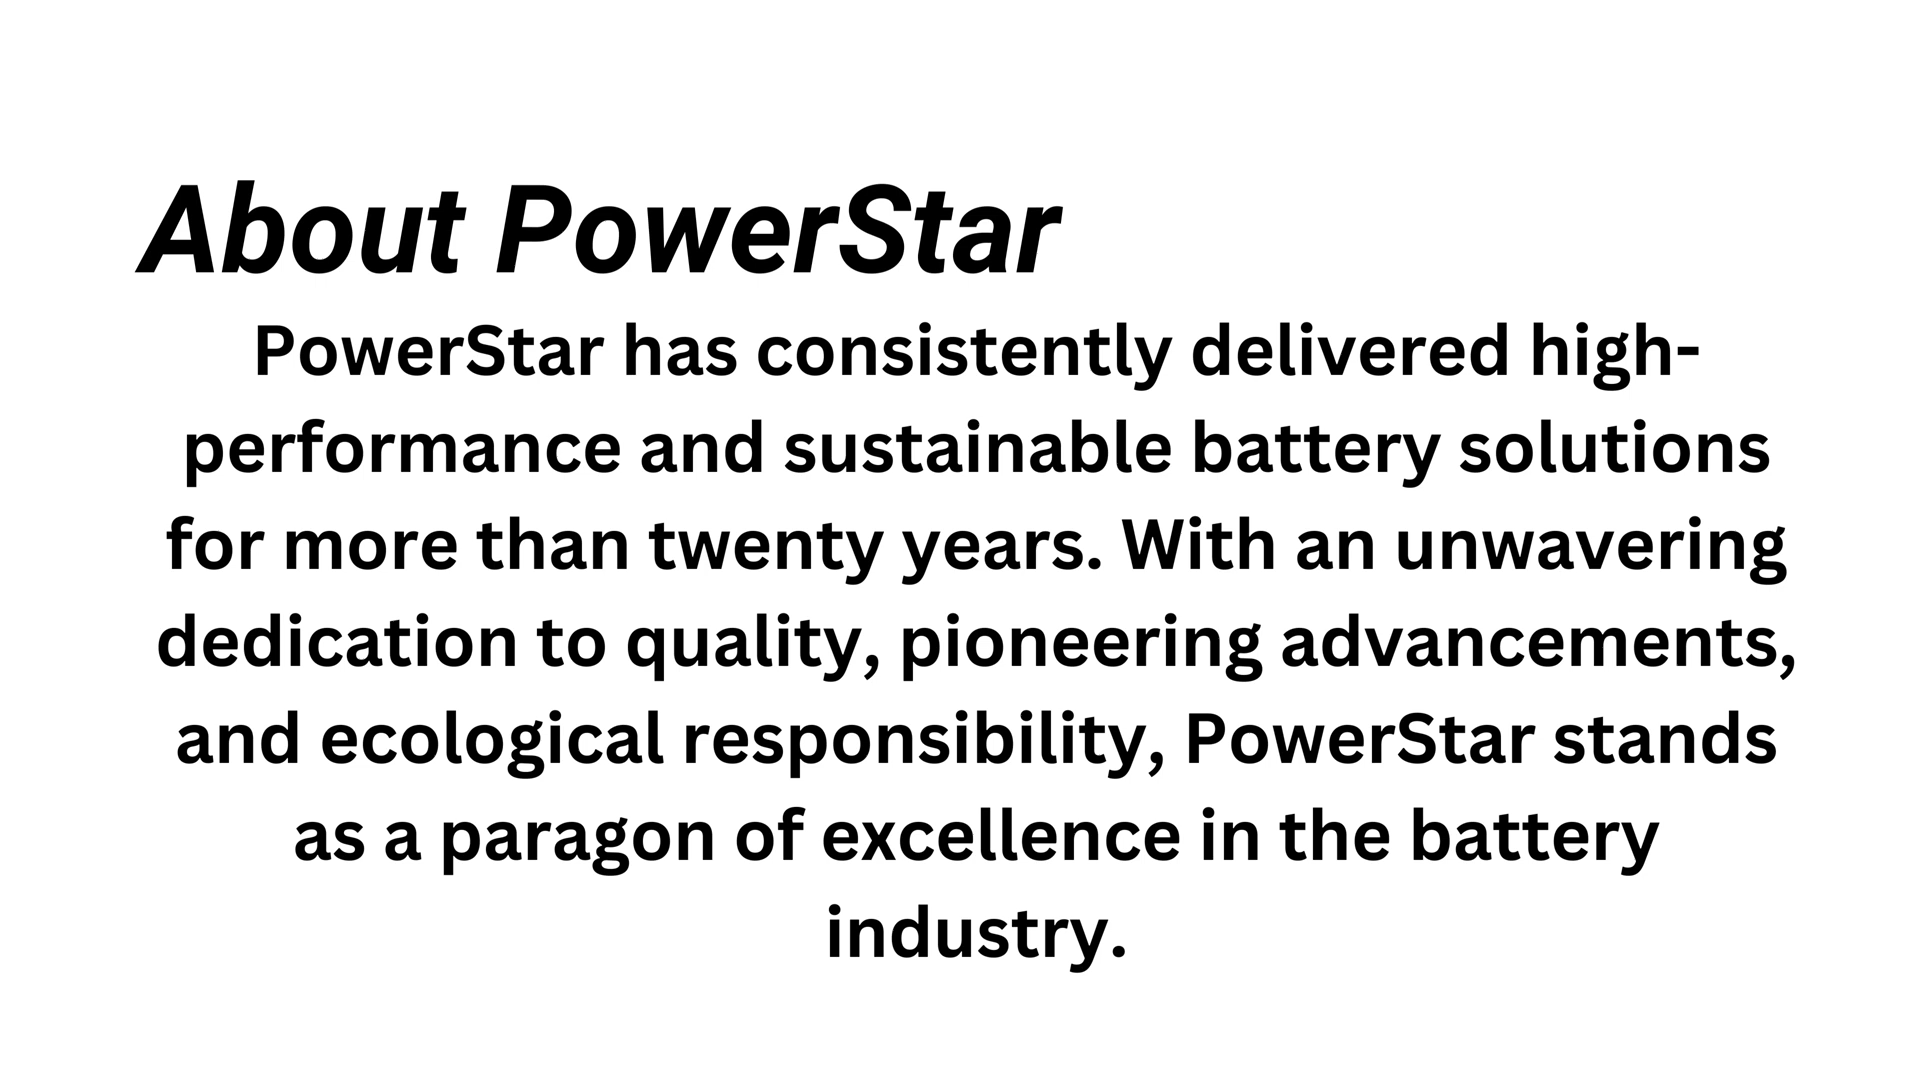 About PowerStar
PowerStar has consistently delivered high-
performance and sustainable battery solutions
for more than twenty years. With an unwavering
dedication to quality, pioneering advancements,
and ecological responsibility, PowerStar stands
as a paragon of excellence in the battery
industry.